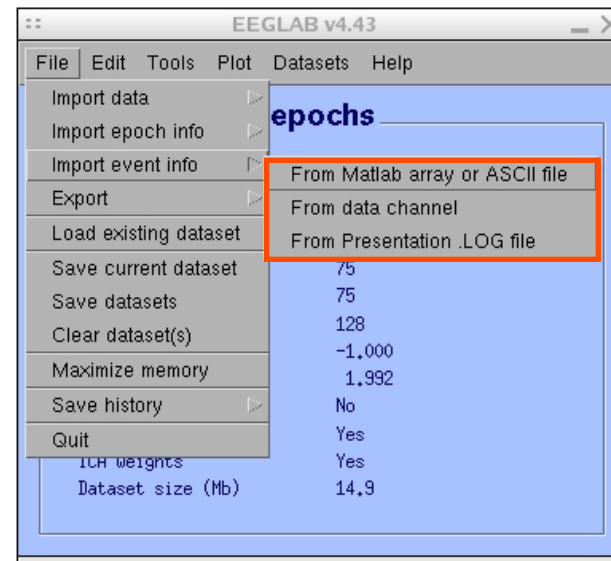 EEGLAB v4.43
File Edit Tools Plot Datasets Help
epochs
Import data
Import epoch info
Import event info
From Matlab array or ASCII file
Export
From data channel
Load existing dataset
From Presentation .LOG file
Save current dataset 75
Save datasets 75
Clear dataset(s) 128
-1.000
Maximize memory 1.992
Save history No
Quit Yes
ICA weights Yes
Dataset size (Mb) 14.9